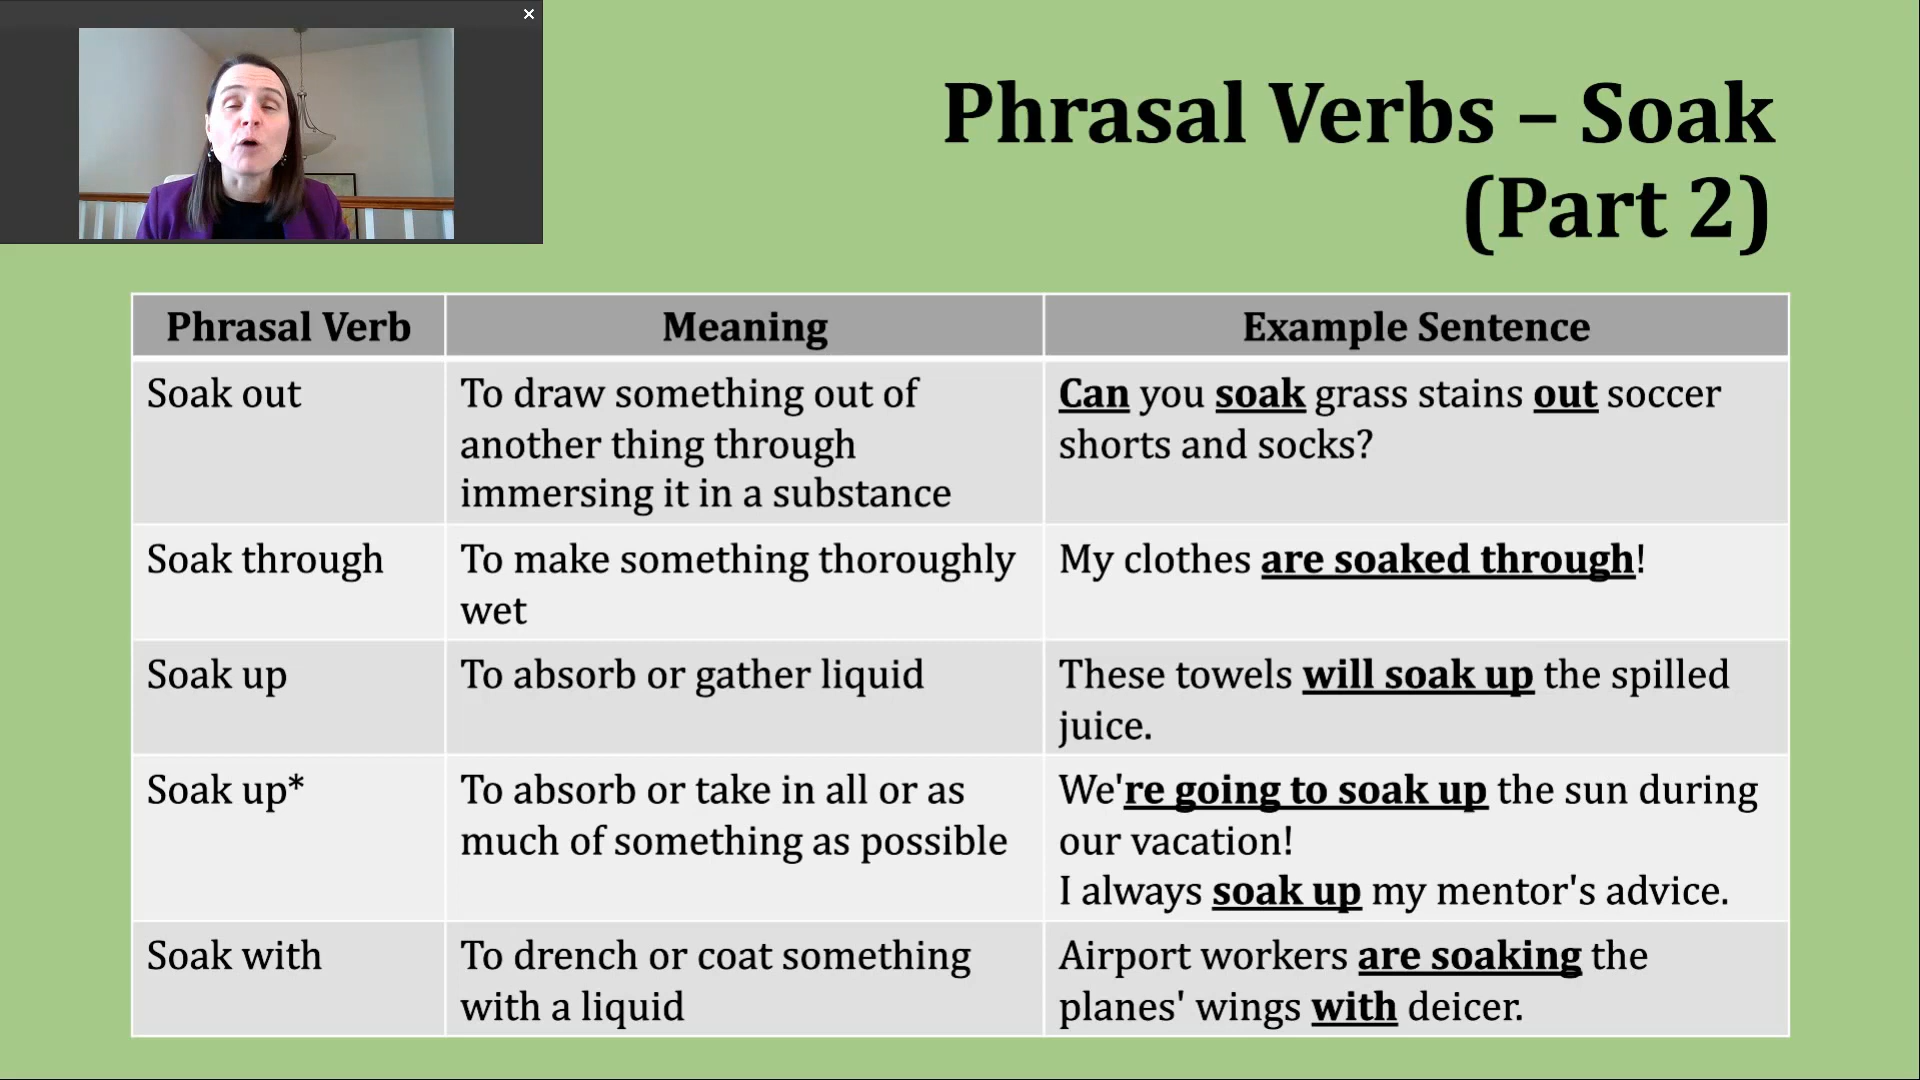 Phrasal Verbs – Soak
(Part 2)
Phrasal Verb
Meaning
Example Sentence
Soak out
To draw something out of
another thing through
immersing it in a substance
Can you soak grass stains out soccer
shorts and socks?
Soak through
To make something thoroughly
wet
My clothes are soaked through!
Soak up
To absorb or gather liquid
These towels will soak up the spilled
juice.
Soak up*
To absorb or take in all or as
much of something as possible
We're going to soak up the sun during
our vacation!
I always soak up my mentor's advice.
Soak with
To drench or coat something
with a liquid
Airport workers are soaking the
planes' wings with deicer.